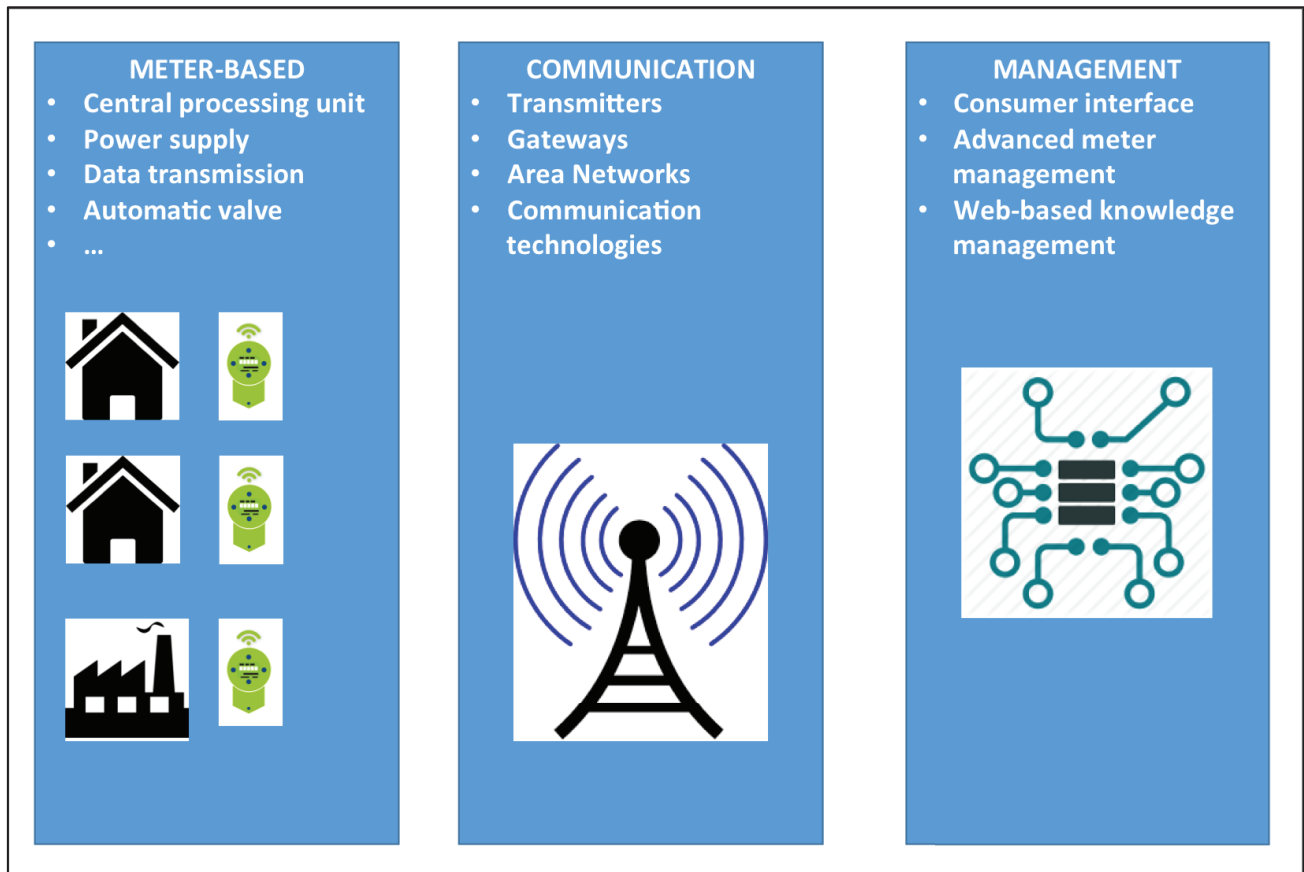 METER-BASED
• Central processing unit
• Power supply
• Data transmission
• Automatic valve
• …
COMMUNICATION
• Transmitters
• Gateways
• Area Networks
• Communication
technologies
MANAGEMENT
• Consumer interface
• Advanced meter
management
• Web-based knowledge
management